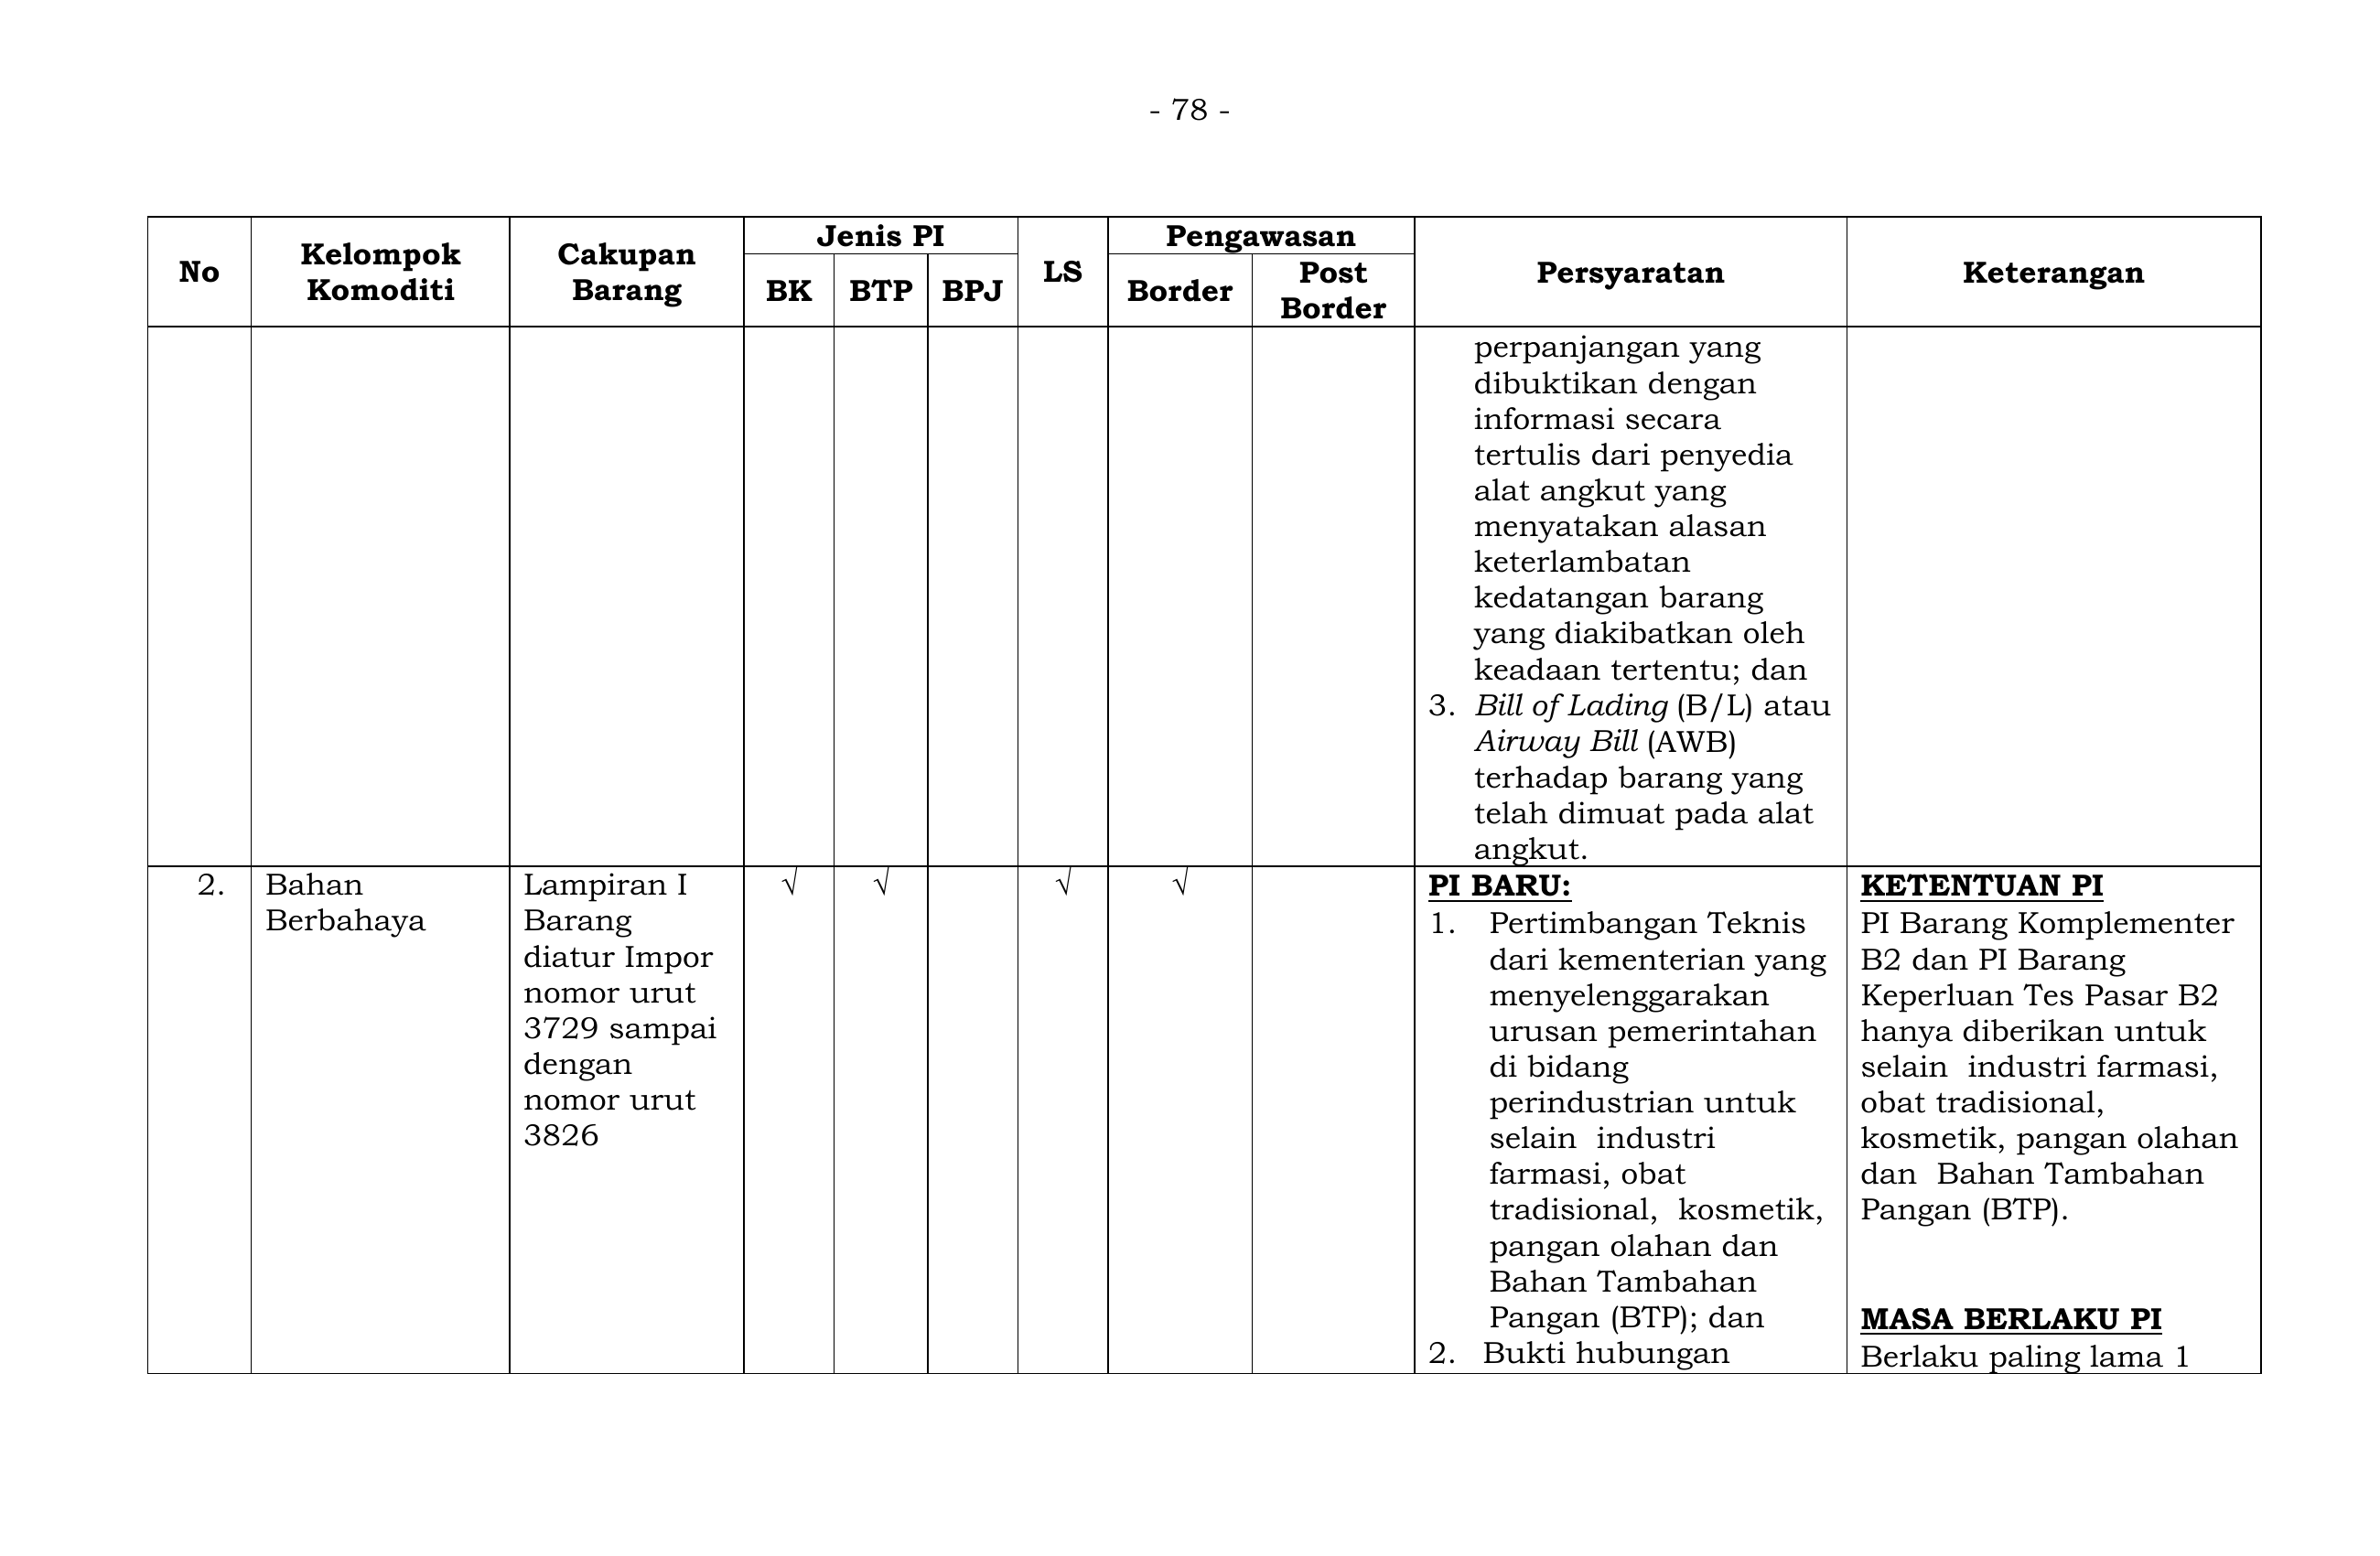 - 78 -
No
Kelompok
Komoditi
Cakupan
Barang
Jenis PI
BK
BTP
BPJ
LS
Pengawasan
Border
Post
Border
Persyaratan
Keterangan
perpanjangan yang
dibuktikan dengan
informasi secara
tertulis dari penyedia
alat angkut yang
menyatakan alasan
keterlambatan
kedatangan barang
yang diakibatkan oleh
keadaan tertentu; dan
3. Bill of Lading (B/L) atau
Airway Bill (AWB)
terhadap barang yang
telah dimuat pada alat
angkut.
2.
Bahan
Berbahaya
Lampiran I
Barang
diatur Impor
nomor urut
3729 sampai
dengan
nomor urut
3826
√
√
√
√
PI BARU:
1. Pertimbangan Teknis
dari kementerian yang
menyelenggarakan
urusan pemerintahan
di bidang
perindustrian untuk
selain industri
farmasi, obat
tradisional, kosmetik,
pangan olahan dan
Bahan Tambahan
Pangan (BTP); dan
2. Bukti hubungan
KETENTUAN PI
PI Barang Komplementer
B2 dan PI Barang
Keperluan Tes Pasar B2
hanya diberikan untuk
selain industri farmasi,
obat tradisional,
kosmetik, pangan olahan
dan Bahan Tambahan
Pangan (BTP).
MASA BERLAKU PI
Berlaku paling lama 1